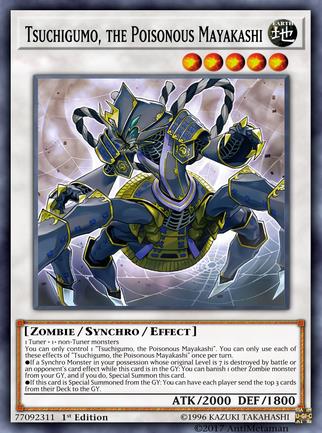 Tsuchigumo, the Poisonous Mayakashi
EARTH
地
[Zombie/Synchro/Effect]
1 Tuner + 1+ non-Tuner monsters
You can only control 1 "Tsuchigumo, the Poisonous Mayakashi". You can only use each of
these effects of "Tsuchigumo, the Poisonous Mayakashi" once per turn.
●If a Synchro Monster in your possession whose original Level is 7 is destroyed by battle or
an opponent's card effect while this card is in the GY: You can banish 1 other Zombie monster
from your GY, and if you do, Special Summon this card.
●If this card is Special Summoned from the GY: You can have each player send the top 3 cards
from their Deck to the GY.
ATK/2000 DEF/1800
77092311 1st Edition ©1996 KAZUKI TAKAHASHI
©2017 AntiMetaman